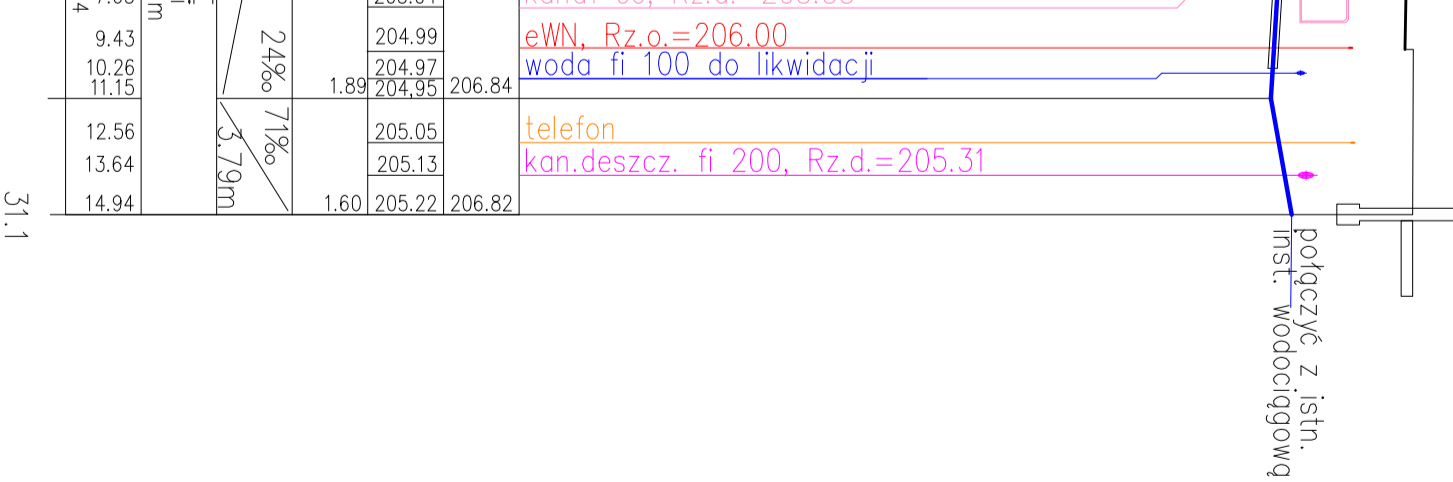 eWN, Rz.o.=206.00
woda fi 100 do likwidacji
telefon
kan.deszcz. fi 200, Rz.d.=205.31
9.43
10.26
11.15
12.56
13.64
14.94
24‰
71‰
3.79m
1.89
1.60
204.99
204.97
204,95
205.05
205.13
205.22
206.84
206.82
31.1
połączyć z istn.
inst. wodociągową